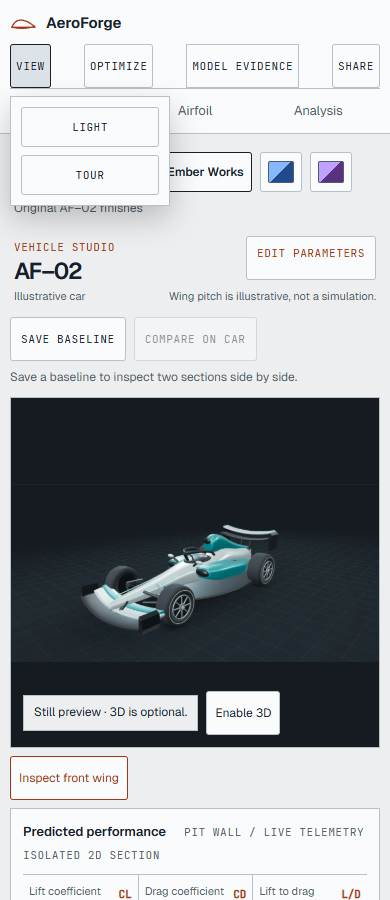 AeroForge
VIEW OPTIMIZE MODEL EVIDENCE SHARE
LIGHT
TOUR
Airfoil Analysis
Ember Works
Original AF–02 finishes
VEHICLE STUDIO
AF–02
EDIT PARAMETERS
Illustrative car Wing pitch is illustrative, not a simulation.
SAVE BASELINE COMPARE ON CAR
Save a baseline to inspect two sections side by side.
Still preview · 3D is optional. Enable 3D
Inspect front wing
Predicted performance PIT WALL / LIVE TELEMETRY
ISOLATED 2D SECTION
Lift coefficient CL Drag coefficient CD Lift to drag L/D